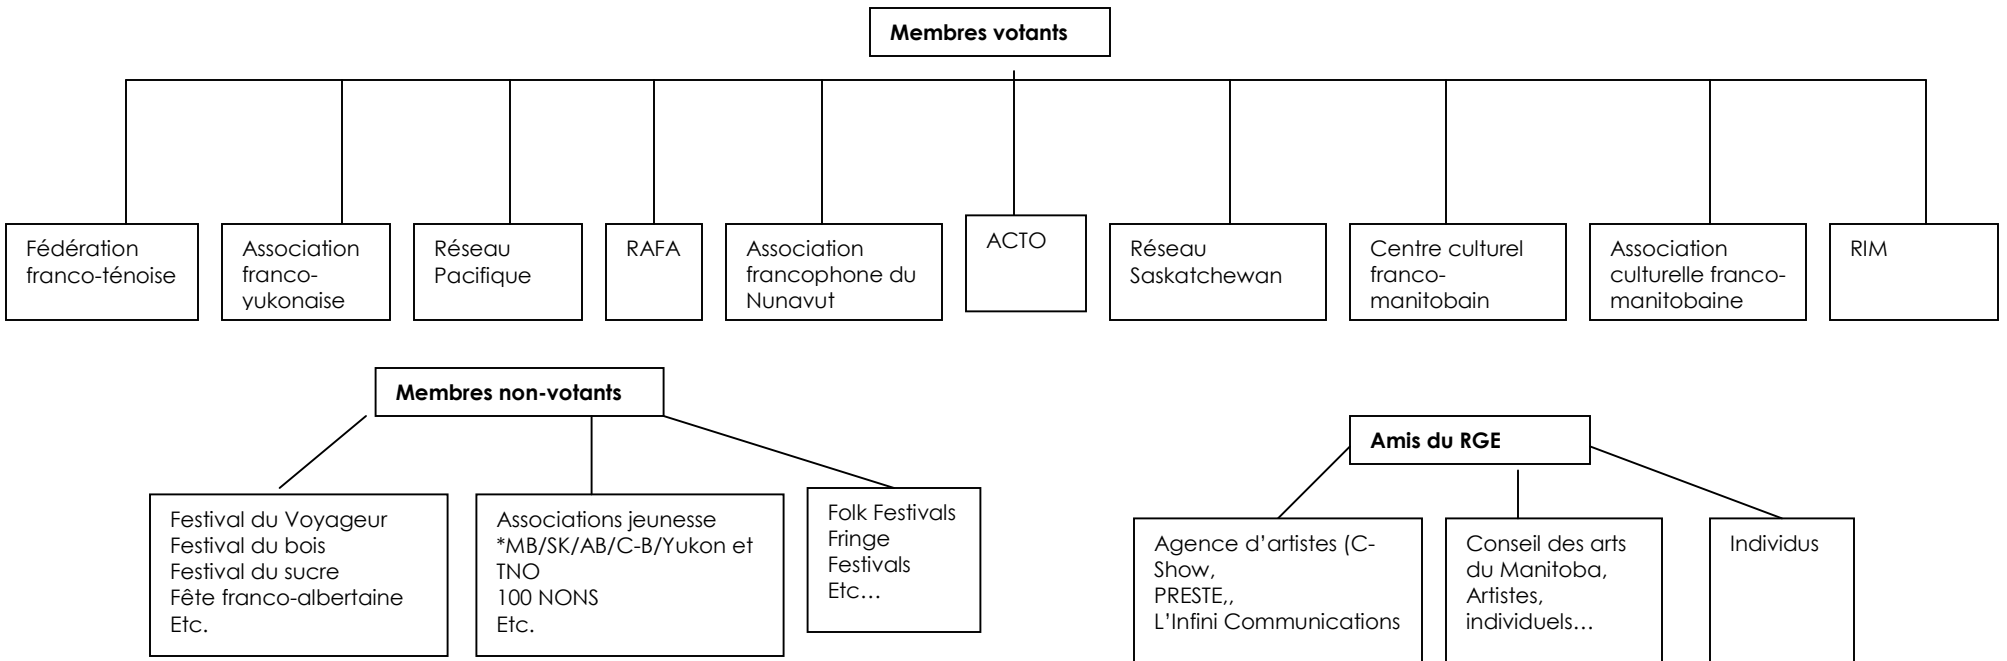 Membres votants
Fédération
franco-ténoise
Association
franco-
yukonaise
Réseau
Pacifique
RAFA
Association
francophone du
Nunavut
ACTO
Réseau
Saskatchewan
Centre culturel
franco-
manitobain
Association
culturelle franco-
manitobaine
RIM
Membres non-votants
Festival du Voyageur
Festival du bois
Festival du sucre
Fête franco-albertaine
Etc.
Associations jeunesse
*MB/SK/AB/C-B/Yukon et
TNO
100 NONS
Etc.
Folk Festivals
Fringe
Festivals
Etc…
Amis du RGE
Agence d’artistes (C-
Show,
PRESTE,,
L’Infini Communications
Conseil des arts
du Manitoba,
Artistes,
individuels…
Individus